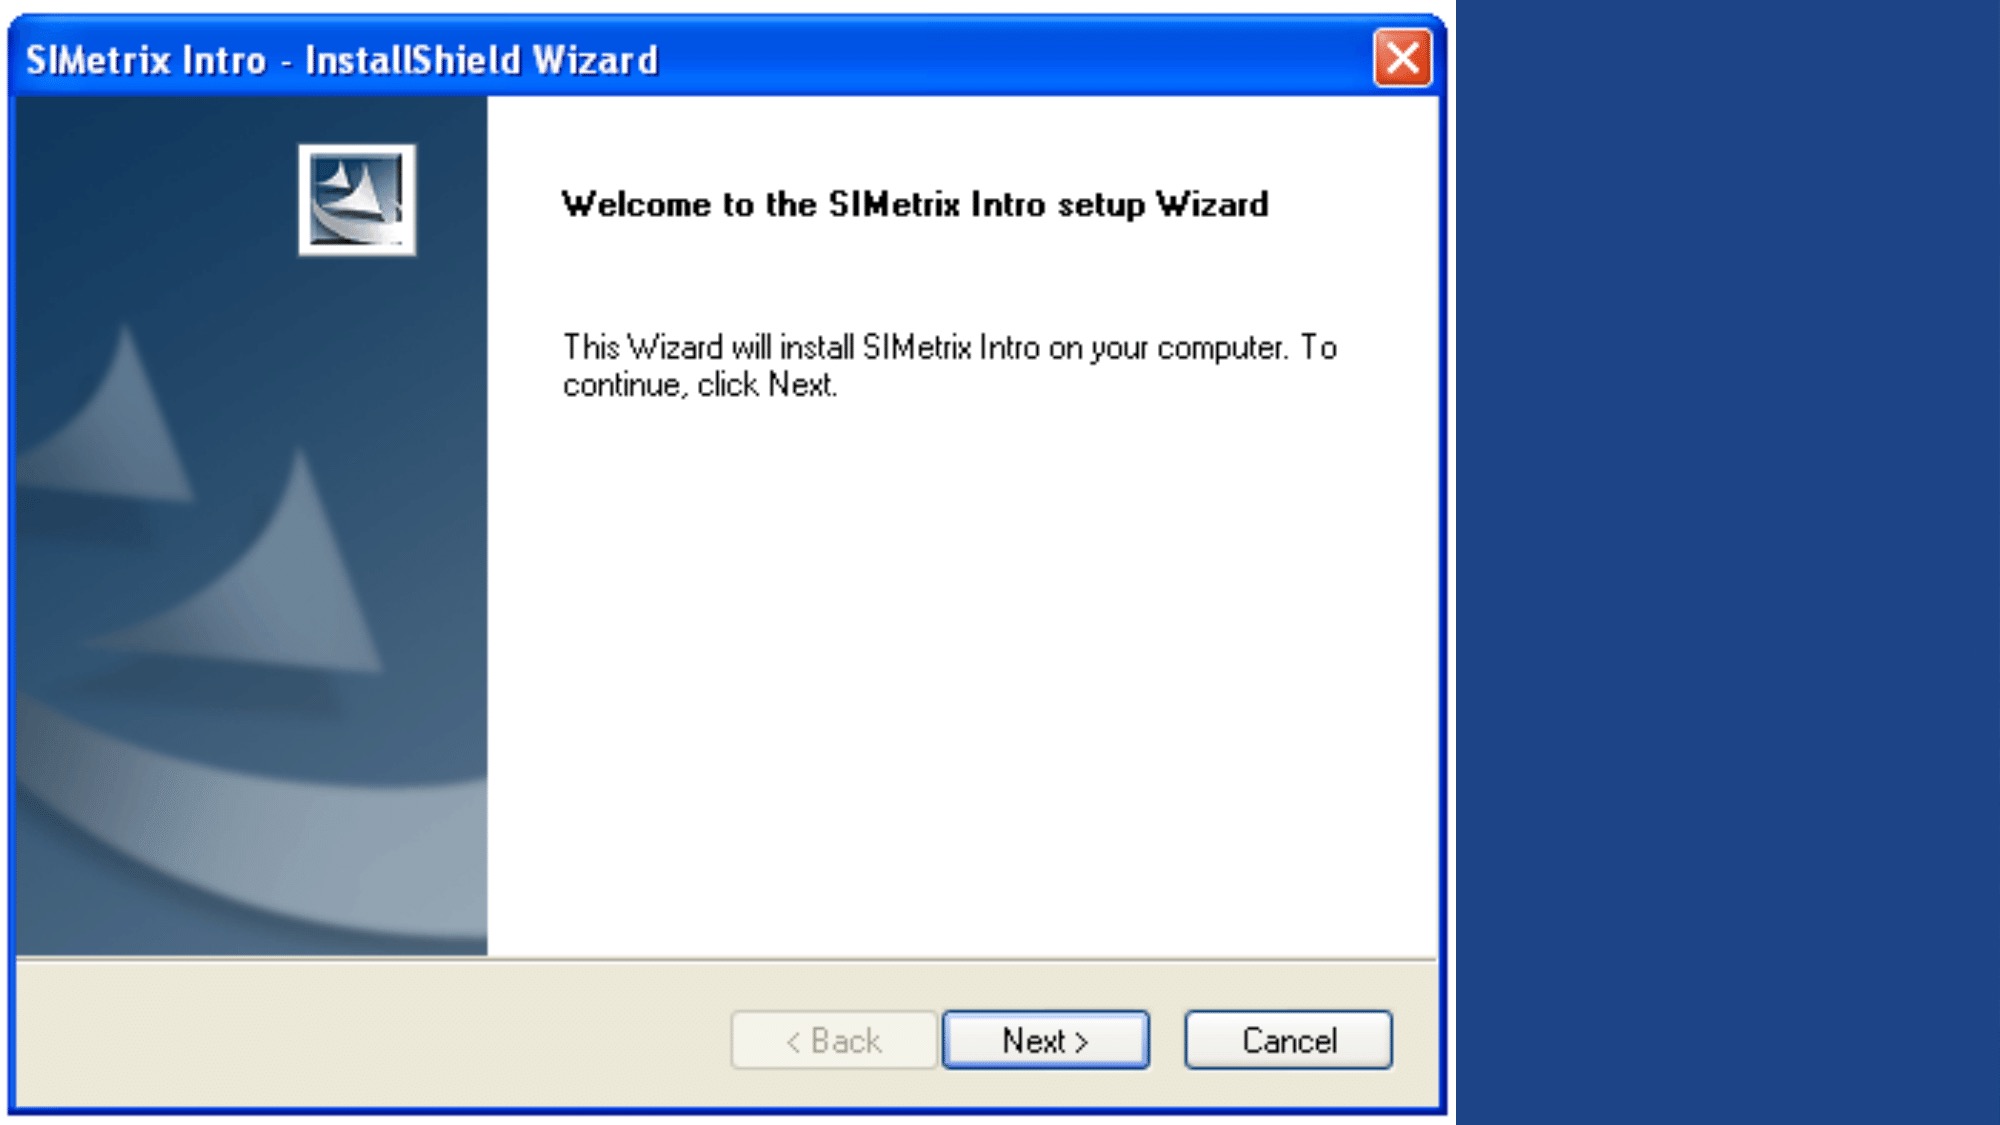 SIMetrix Intro - InstallShield Wizard
Welcome to the SIMetrix Intro setup Wizard
This Wizard will install SIMetrix Intro on your computer. To
continue, click Next.
< Back
Next >
Cancel